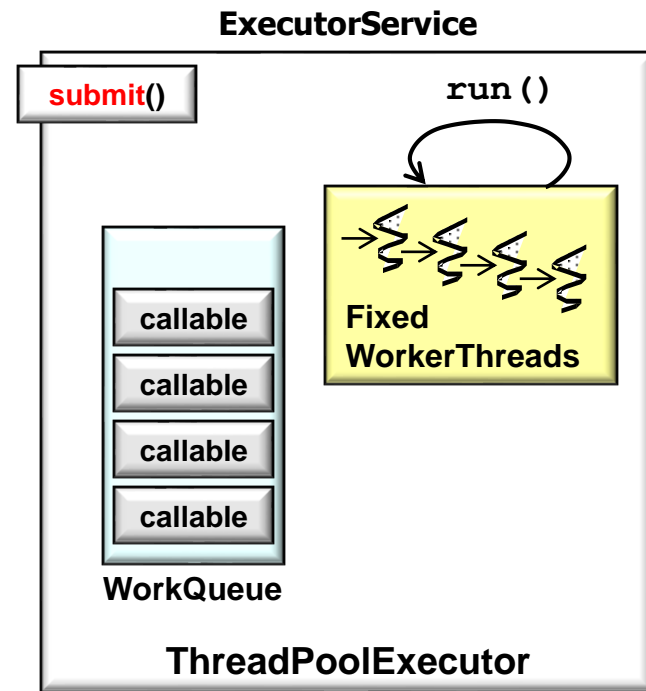 ExecutorService
submit()
run()
callable
callable
callable
callable
Fixed
WorkerThreads
WorkQueue
ThreadPoolExecutor